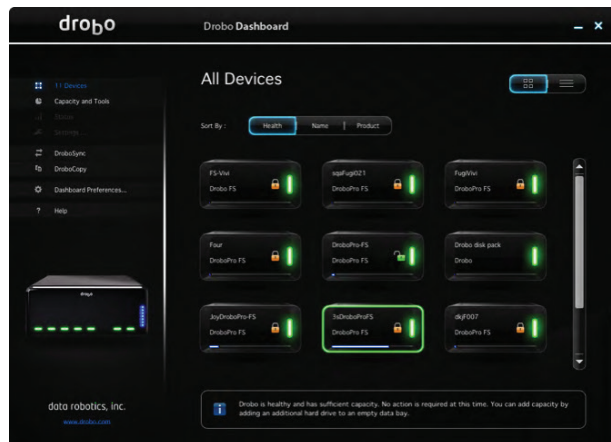 drobo
Drobo Dashboard
11 Devices
Capacity and Tools
Status
Settings...
DroboSync
DroboCopy
Dashboard Preferences...
? Help
All Devices
Sort By :
Health
Name
Product
FS-Vivi
Drobo FS
sqaFugi021
DroboPro FS
FugiVivi
DroboPro FS
Four
DroboPro FS
DroboPro-FS
DroboPro FS
Drobo disk pack
Drobo
JoyDroboPro-FS
DroboPro FS
DroboPro FS
dkjF007
DroboPro FS
drobo
data robotics, inc.
www.drobo.com
Drobo is healthy and has sufficient capacity. No action is required at this time. You can add capacity by
adding an additional hard drive to an empty data bay.